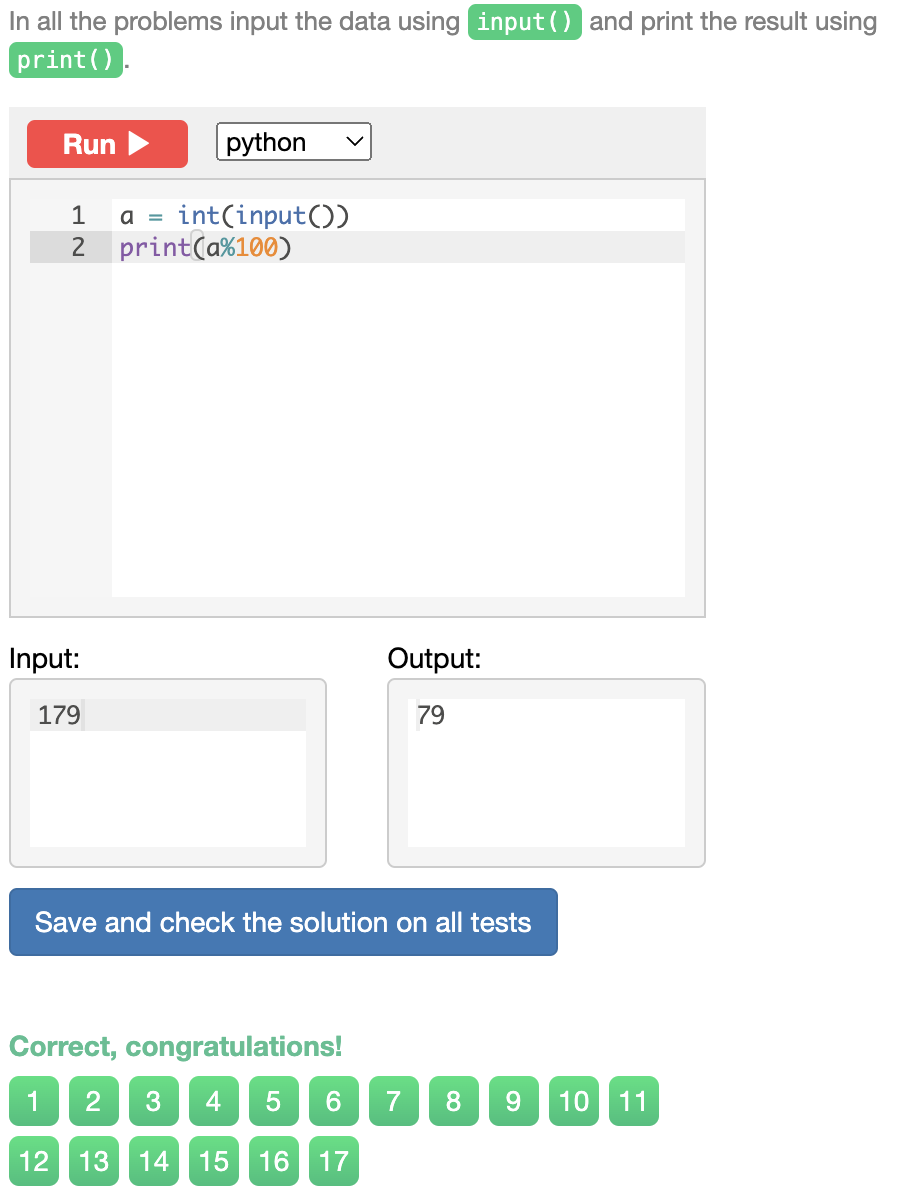 In all the problems input the data using input() and print the result using
print().
Run
python
1 a = int(input())
2 print(a%100)
Input:
Output:
179
79
Save and check the solution on all tests
Correct, congratulations!
1 2 3 4 5 6 7 8 9 10 11
12 13 14 15 16 17